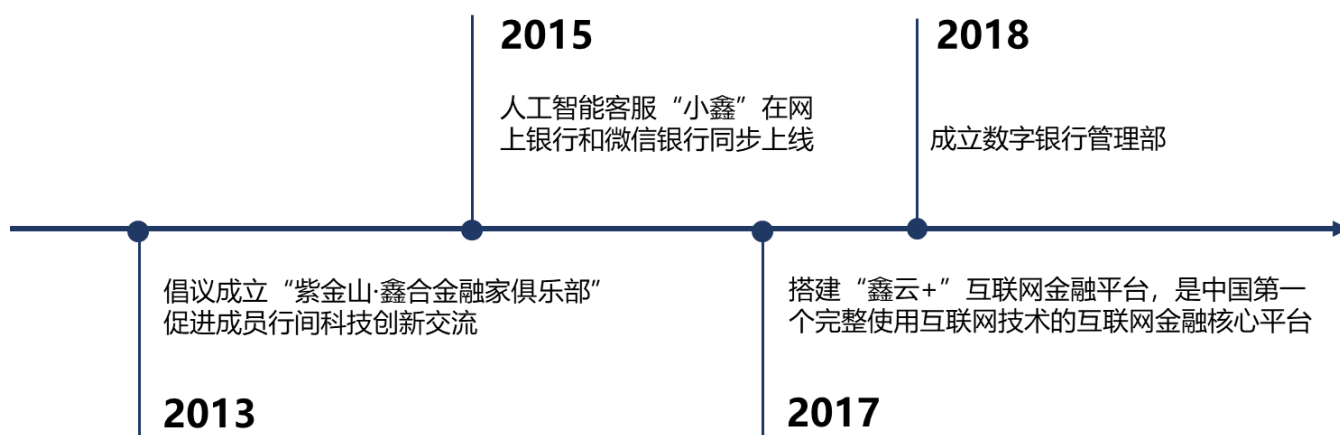 2015
人工智能客服“小鑫”在网
上银行和微信银行同步上线
2018
成立数字银行管理部
倡议成立“紫金山·鑫合金融家俱乐部”
促进成员行间科技创新交流
2013
搭建“鑫云+”互联网金融平台，是中国第一
个完整使用互联网技术的互联网金融核心平台
2017